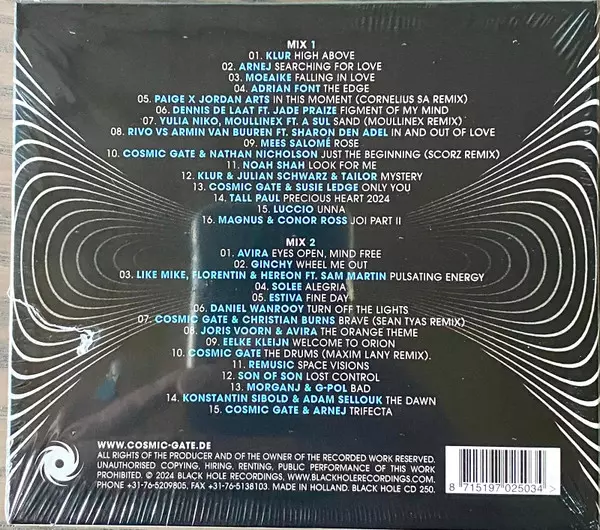 MIX 1
01. KLUR HIGH ABOVE
02. ARNEJ SEARCHING FOR LOVE
03. MOEAIKE FALLING IN LOVE
04. ADRIAN FONT THE EDGE
05. PAIGE X JORDAN ARTS IN THIS MOMENT (CORNELIUS SA REMIX)
06. DENNIS DE LAAT FT. JADE PRAIZE FIGMENT OF MY MIND
07. YULIA NIKO, MOULLINEX FT. A SUL SAND (MOULLINEX REMIX)
08. RIVO VS ARMIN VAN BUUREN FT. SHARON DEN ADEL IN AND OUT OF LOVE
09. MEES SALOMÉ ROSE
10. COSMIC GATE & NATHAN NICHOLSON JUST THE BEGINNING (SCORZ REMIX)
11. NOAH SHAH LOOK FOR ME
12. KLUR & JULIAN SCHWARZ & TAILOR MYSTERY
13. COSMIC GATE & SUSIE LEDGE ONLY YOU
14. TALL PAUL PRECIOUS HEART 2024
15. LUCCIO UNNA
16. MAGNUS & CONOR ROSS JOI PART II
MIX 2
01. AVIRA EYES OPEN, MIND FREE
02. GINCHY WHEEL ME OUT
03. LIKE MIKE, FLORENTIN & HEREON FT. SAM MARTIN PULSATING ENERGY
04. SOLEE ALEGRIA
05. ESTIVA FINE DAY
06. DANIEL WANROOY TURN OFF THE LIGHTS
07. COSMIC GATE & CHRISTIAN BURNS BRAVE (SEAN TYAS REMIX)
08. JORIS VOORN & AVIRA THE ORANGE THEME
09. EELKE KLEIJN WELCOME TO ORION
10. COSMIC GATE THE DRUMS (MAXIM LANY REMIX).
11. REMUSIC SPACE VISIONS
12. SON OF SON LOST CONTROL
13. MORGANJ & G-POL BAD
14. KONSTANTIN SIBOLD & ADAM SELLOUK THE DAWN
15. COSMIC GATE & ARNEJ TRIFECTA
WWW.COSMIC-GATE.DE
ALL RIGHTS OF THE PRODUCER AND OF THE OWNER OF THE RECORDED WORK RESERVED.
UNAUTHORISED COPYING, HIRING, RENTING, PUBLIC PERFORMANCE OF THIS WORK
PROHIBITED. © 2024 BLACK HOLE RECORDINGS. WWW.BLACKHOLERECORDINGS.COM
PHONE +31-76-5209805, FAX +31-76-5138103. MADE IN HOLLAND. BLACK HOLE CD 250.
8 715197 025034 >